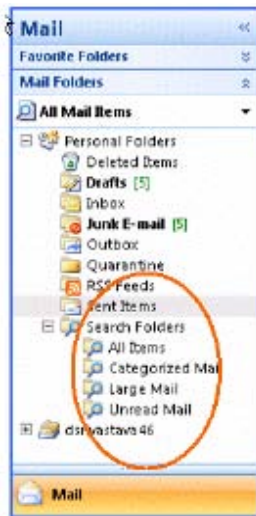 Mail
Favorite Folders
Mail Folders
All Mail Items
Personal Folders
Deleted Items
Drafts [5]
Inbox
Junk E-mail [5]
Outbox
Quarantine
RSS Feeds
Sent Items
Search Folders
All Items
Categorized Mai
Large Mail
Unread Mail
Mail